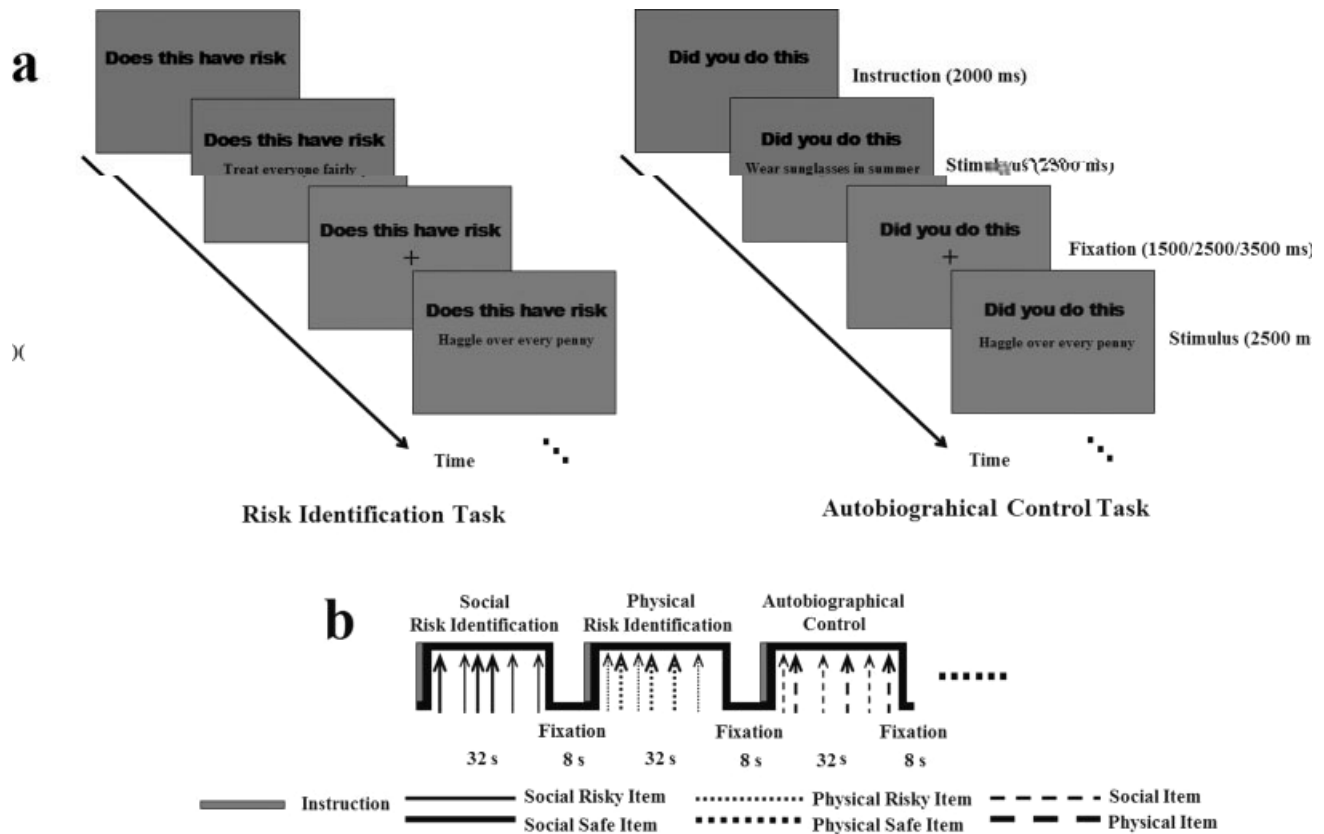 a
Does this have risk
Does this have risk
Treat everyone fairly
Does this have risk
+
Does this have risk
Haggle over every penny
Time
Risk Identification Task
Did you do this
Instruction (2000 ms)
Did you do this
Wear sunglasses in summer
Did you do this
+
Fixation (1500/2500/3500 ms)
Did you do this
Haggle over every penny
Stimulus (2500 m
Time
Autobiograhical Control Task
)(
b
Social
Risk Identification
Physical
Risk Identification
Autobiographical
Control
Fixation
Fixation
Fixation
32 s
8 s
32 s
8 s
32 s
8 s
Instruction
Social Risky Item
Social Safe Item
Physical Risky Item
Physical Safe Item
Social Item
Physical Item